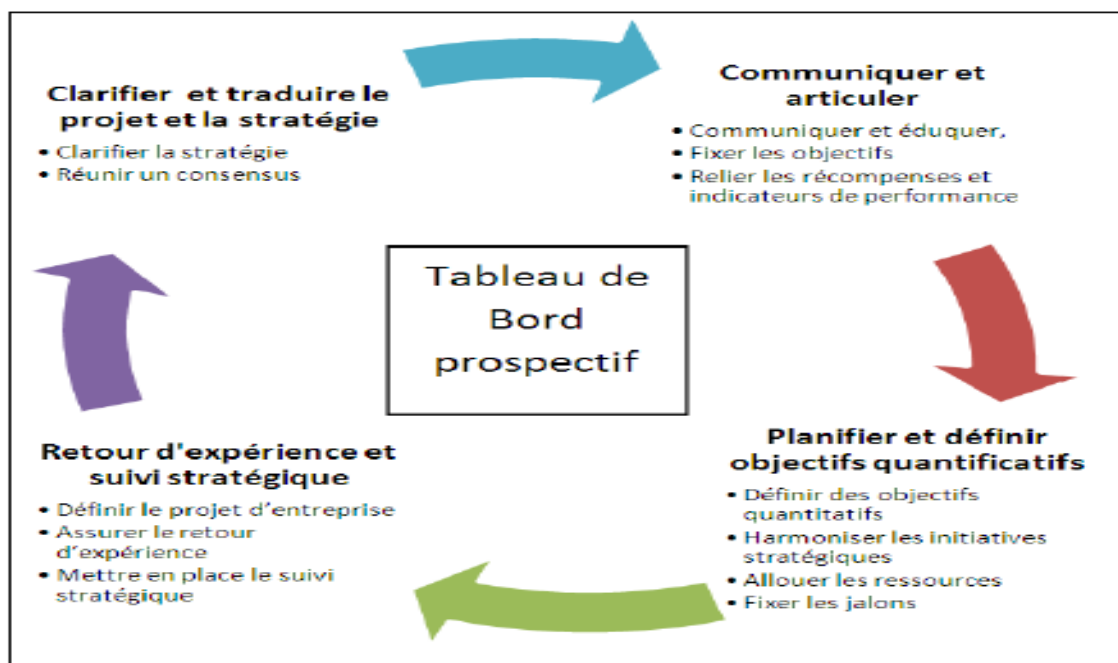 Clarifier et traduire le
projet et la stratégie
• Clarifier la stratégie
• Réunir un consensus
Communiquer et
articuler
• Communiquer et éduquer,
• Fixer les objectifs
• Relier les récompenses et
indicateurs de performance
Tableau de
Bord
prospectif
Retour d'expérience et
suivi stratégique
• Définir le projet d'entreprise
• Assurer le retour
d'expérience
• Mettre en place le suivi
stratégique
Planifier et définir
objectifs quantificatifs
• Définir des objectifs
quantitatifs
• Harmoniser les initiatives
stratégiques
• Allouer les ressources
• Fixer les jalons